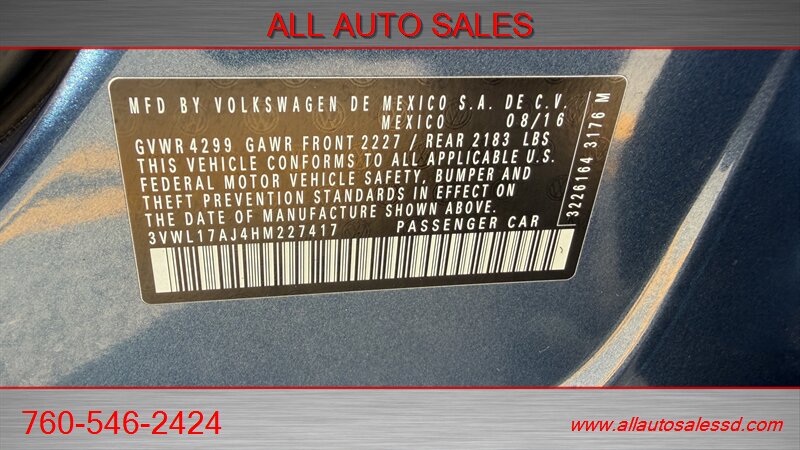 ALL AUTO SALES
MFD BY VOLKSWAGEN DE MEXICO S.A. DE C.V.
MEXICO 08/16
GVWR 4299 GAWR FRONT 2227 / REAR 2183 LBS
THIS VEHICLE CONFORMS TO ALL APPLICABLE U.S.
FEDERAL MOTOR VEHICLE SAFETY, BUMPER AND
THEFT PREVENTION STANDARDS IN EFFECT ON
THE DATE OF MANUFACTURE SHOWN ABOVE.
3VWL17AJ4HM227417 PASSENGER CAR
3226164 3176 M
760-546-2424
www.allautosalessd.com